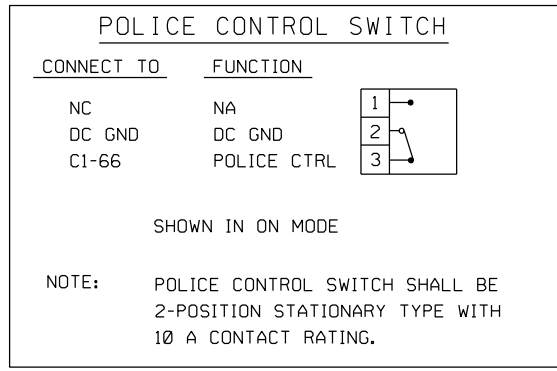 POLICE CONTROL SWITCH
CONNECT TO FUNCTION
NC NA 1
DC GND DC GND 2
C1-66 POLICE CTRL 3
SHOWN IN ON MODE
NOTE: POLICE CONTROL SWITCH SHALL BE
2-POSITION STATIONARY TYPE WITH
10 A CONTACT RATING.